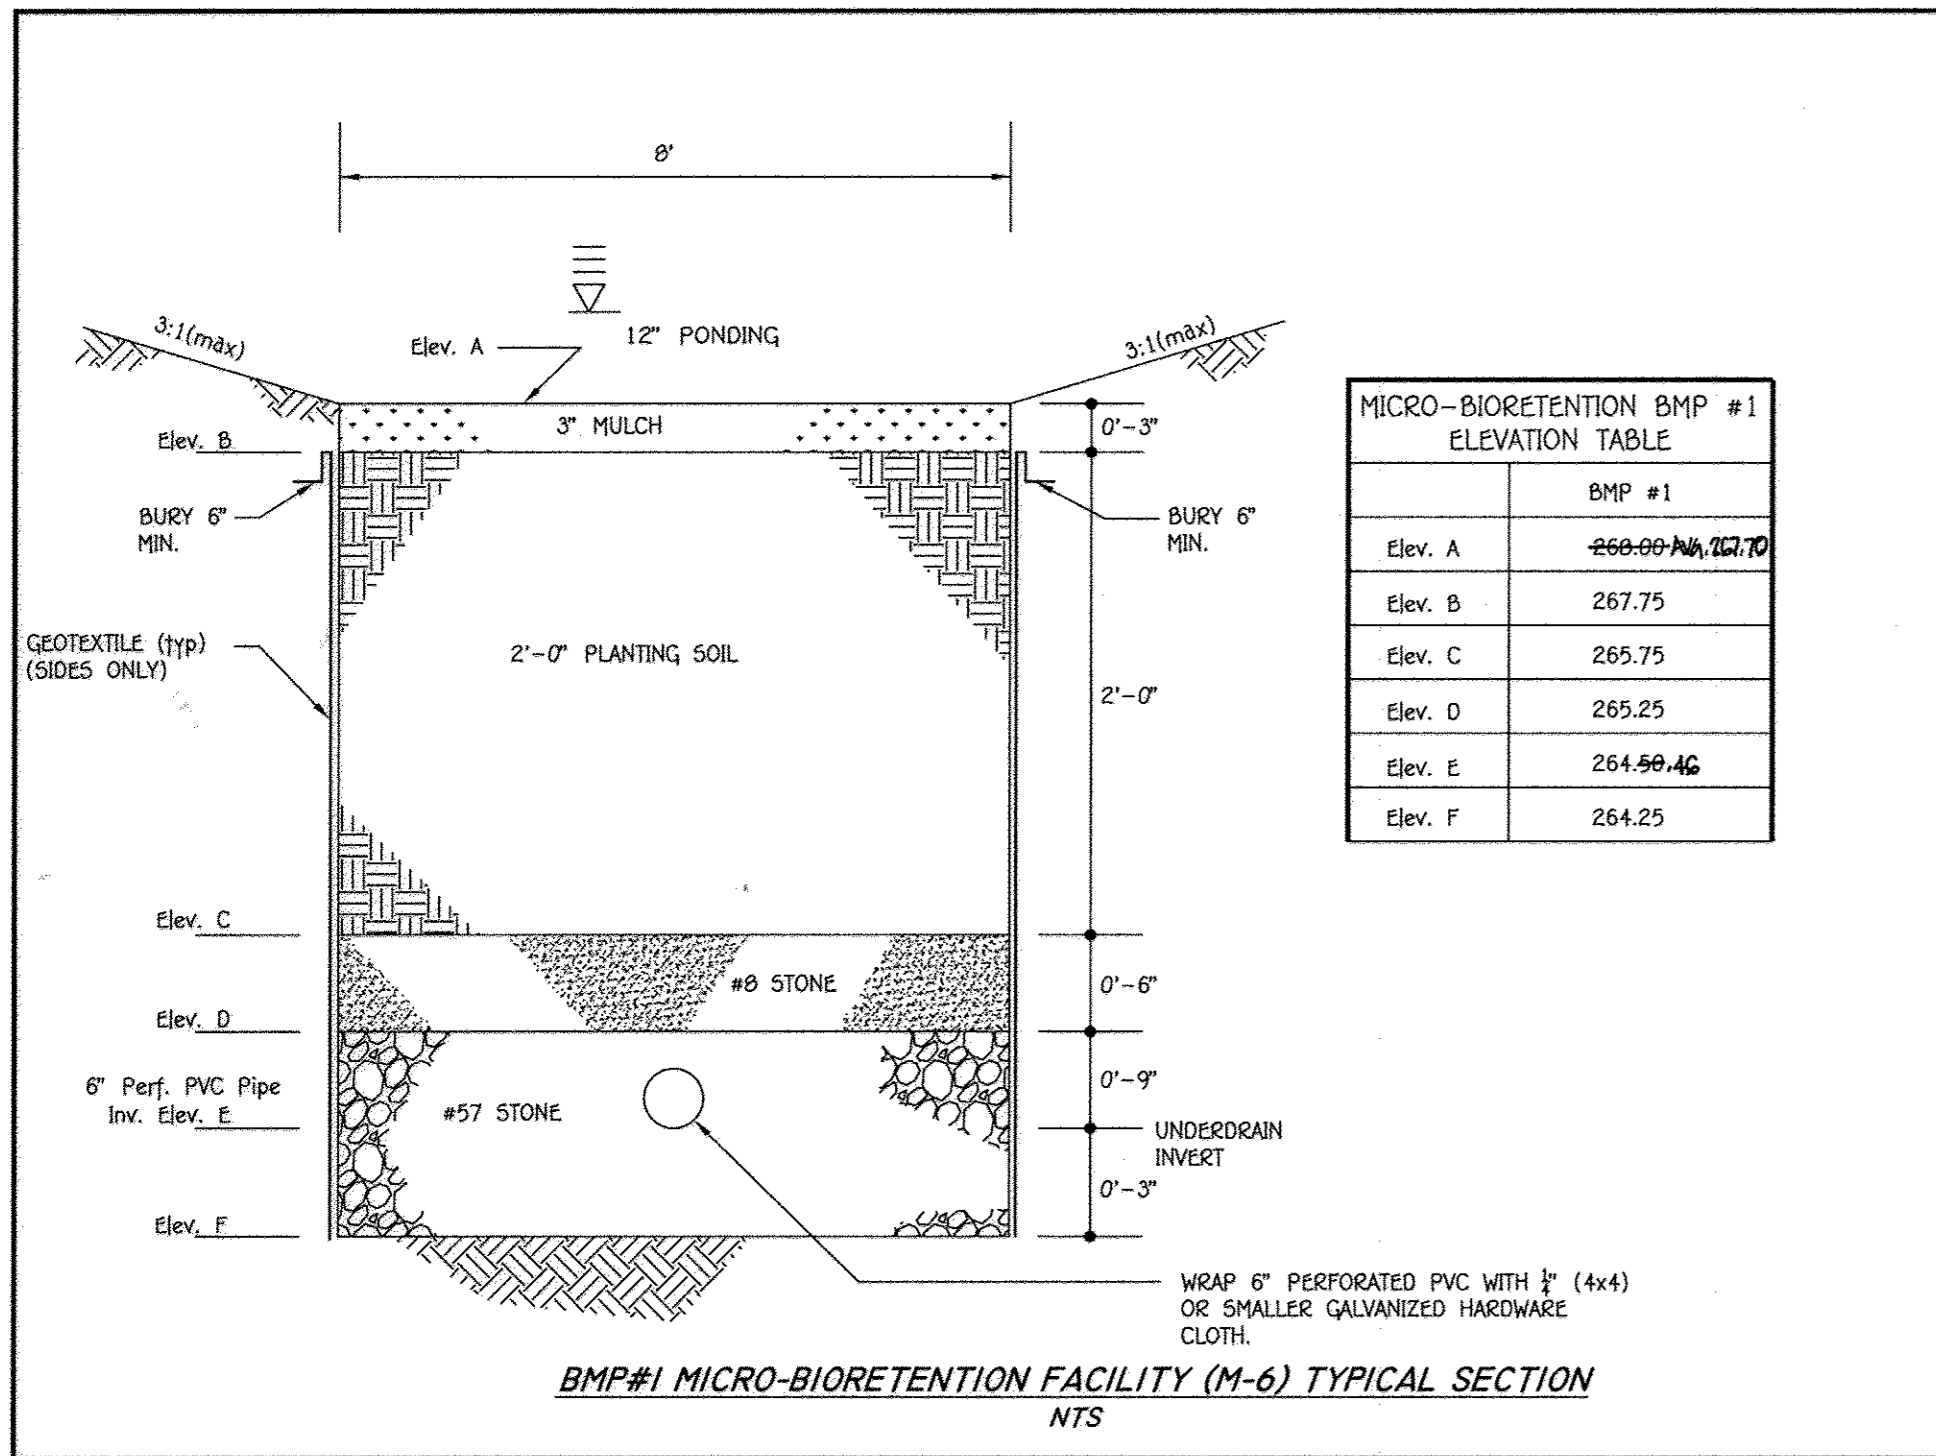 8'
3:1(max)
Elev. A
12" PONDING
3:1(max)
3" MULCH
0'-3"
Elev. B
BURY 6"
MIN.
BURY 6"
MIN.
GEOTEXTILE (typ)
(SIDES ONLY)
2'-0" PLANTING SOIL
2'-0"
Elev. C
#8 STONE
0'-6"
Elev. D
6" Perf. PVC Pipe
Inv. Elev. E
#57 STONE
0'-9"
UNDERDRAIN
INVERT
0'-3"
Elev. F
WRAP 6" PERFORATED PVC WITH ¼" (4x4)
OR SMALLER GALVANIZED HARDWARE
CLOTH.
MICRO-BIORETENTION BMP #1
ELEVATION TABLE
BMP #1
Elev. A 268.00 AVG. 267.70
Elev. B 267.75
Elev. C 265.75
Elev. D 265.25
Elev. E 264.50 .46
Elev. F 264.25
BMP#1 MICRO-BIORETENTION FACILITY (M-6) TYPICAL SECTION
NTS